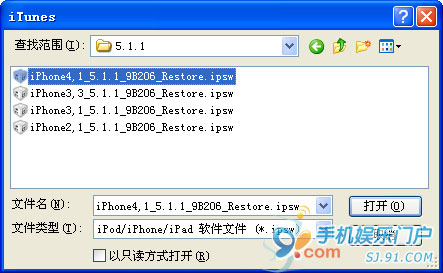 iTunes
查找范围(I):
5.1.1
iPhone4,1_5.1.1_9B206_Restore.ipsw
iPhone3,3_5.1.1_9B206_Restore.ipsw
iPhone3,1_5.1.1_9B206_Restore.ipsw
iPhone2,1_5.1.1_9B206_Restore.ipsw
文件名(N):
iPhone4,1_5.1.1_9B206_Restore.ipsw
打开(O)
文件类型(T):
iPod/iPhone/iPad 软件文件 (*.ipsw)
以只读方式打开(R)
手机娱乐门户
SJ.91.COM